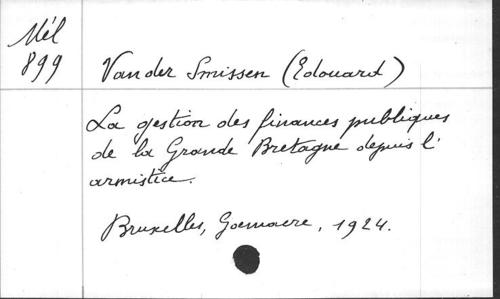 Mél
899
Van der Smissen (Edouard)
La gestion des finances publiques
de la Grande Bretagne depuis l'
armistice.
Bruxelles, Goemaere, 1924.